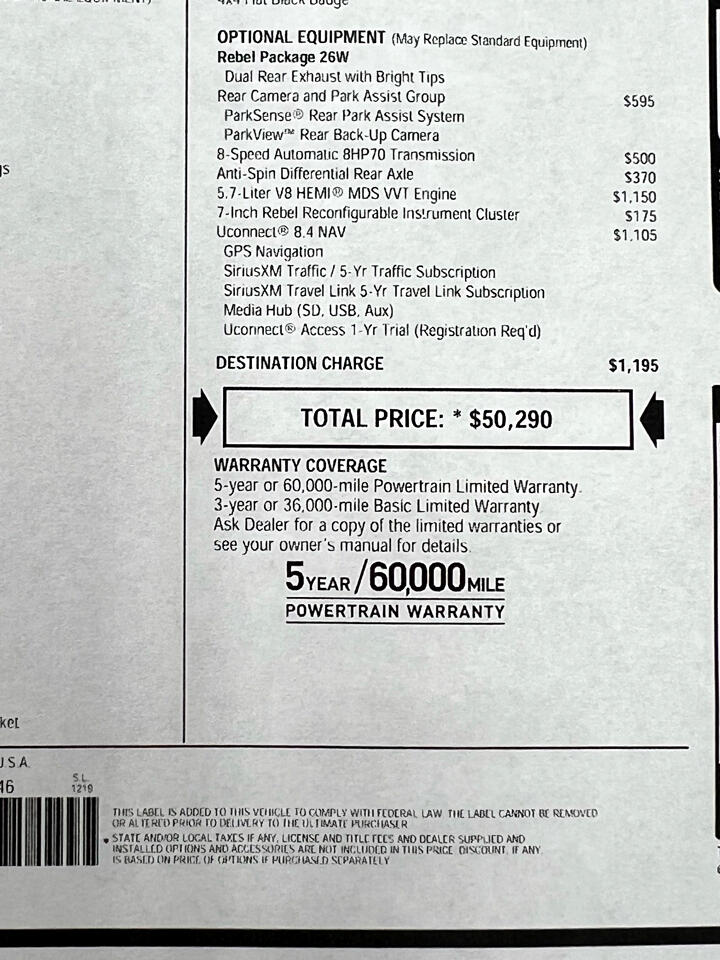 4x4 Flat Black Badge
OPTIONAL EQUIPMENT (May Replace Standard Equipment)
Rebel Package 26W
Dual Rear Exhaust with Bright Tips
Rear Camera and Park Assist Group $595
ParkSense® Rear Park Assist System
ParkView™ Rear Back-Up Camera
8-Speed Automatic 8HP70 Transmission $500
Anti-Spin Differential Rear Axle $370
5.7-Liter V8 HEMI® MDS VVT Engine $1,150
7-Inch Rebel Reconfigurable Instrument Cluster $175
Uconnect® 8.4 NAV $1,105
GPS Navigation
SiriusXM Traffic / 5-Yr Traffic Subscription
SiriusXM Travel Link 5-Yr Travel Link Subscription
Media Hub (SD, USB, Aux)
Uconnect® Access 1-Yr Trial (Registration Req'd)
DESTINATION CHARGE $1,195
TOTAL PRICE: * $50,290
WARRANTY COVERAGE
5-year or 60,000-mile Powertrain Limited Warranty.
3-year or 36,000-mile Basic Limited Warranty.
Ask Dealer for a copy of the limited warranties or
see your owner's manual for details.
5YEAR/60,000MILE
POWERTRAIN WARRANTY
U.S.A.
46
S.L.
1219
THIS LABEL IS ADDED TO THIS VEHICLE TO COMPLY WITH FEDERAL LAW. THE LABEL CANNOT BE REMOVED
OR ALTERED PRIOR TO DELIVERY TO THE ULTIMATE PURCHASER.
* STATE AND/OR LOCAL TAXES IF ANY, LICENSE AND TITLE FEES AND DEALER SUPPLIED AND
INSTALLED OPTIONS AND ACCESSORIES ARE NOT INCLUDED IN THIS PRICE. DISCOUNT, IF ANY,
IS BASED ON PRICE OF OPTIONS IF PURCHASED SEPARATELY